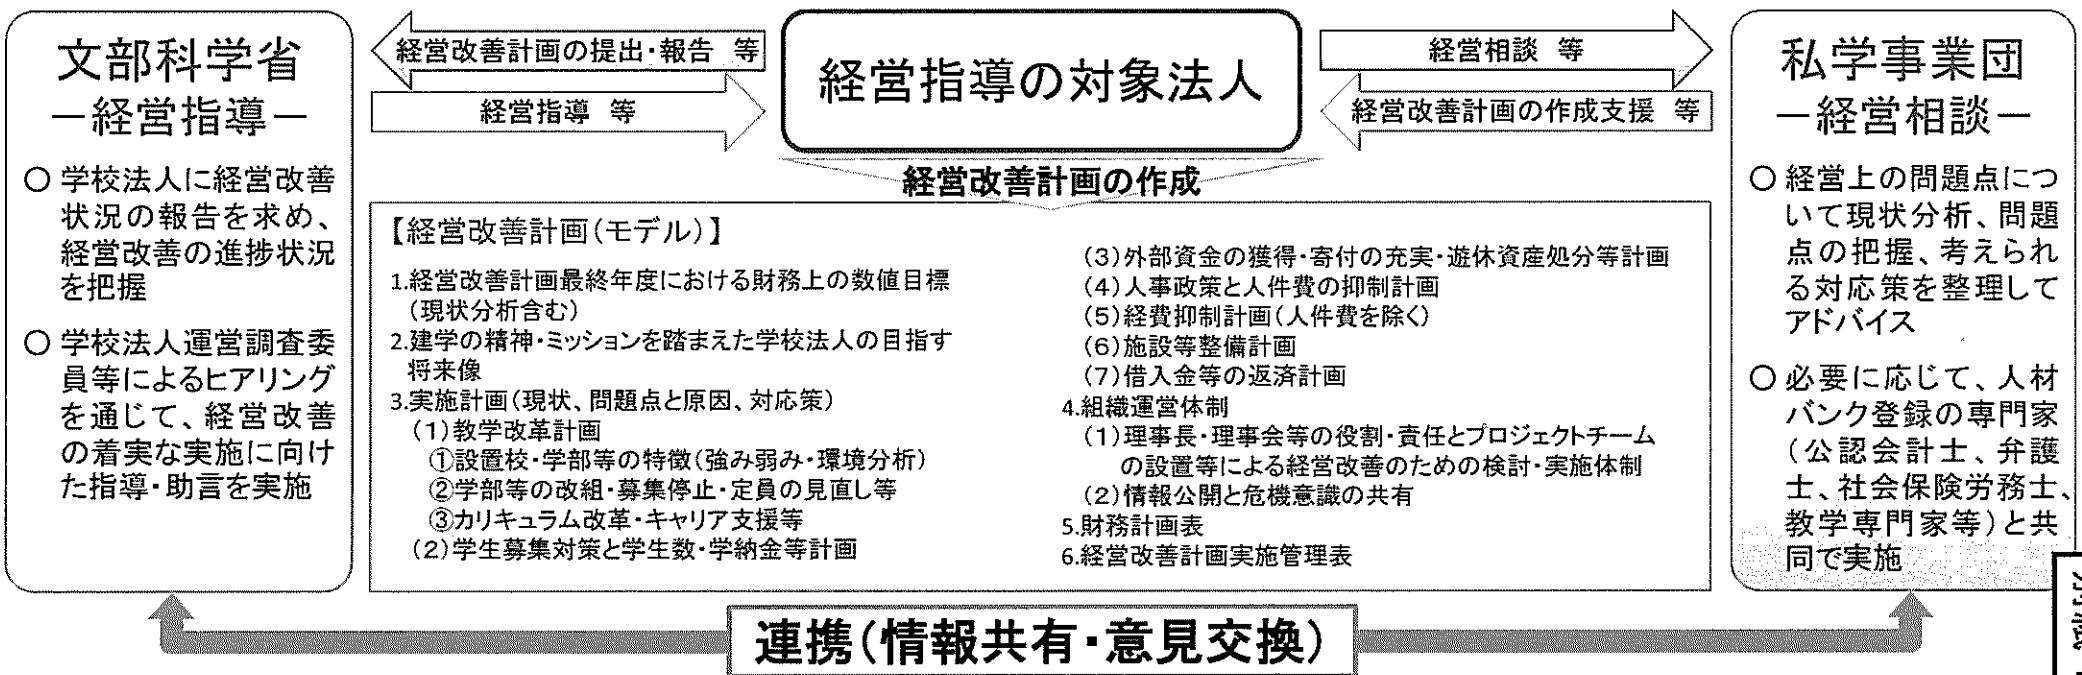 文部科学省
－経営指導－
○ 学校法人に経営改善
状況の報告を求め、
経営改善の進捗状況
を把握
○ 学校法人運営調査委
員等によるヒアリング
を通じて、経営改善
の着実な実施に向け
た指導・助言を実施
経営改善計画の提出・報告 等
経営指導 等
経営指導の対象法人
経営相談 等
経営改善計画の作成支援 等
経営改善計画の作成
【経営改善計画（モデル）】
1.経営改善計画最終年度における財務上の数値目標
（現状分析含む）
2.建学の精神・ミッションを踏まえた学校法人の目指す
将来像
3.実施計画（現状、問題点と原因、対応策）
（1）教学改革計画
①設置校・学部等の特徴（強み弱み・環境分析）
②学部等の改組・募集停止・定員の見直し等
③カリキュラム改革・キャリア支援等
（2）学生募集対策と学生数・学納金等計画
（3）外部資金の獲得・寄付の充実・遊休資産処分等計画
（4）人事政策と人件費の抑制計画
（5）経費抑制計画（人件費を除く）
（6）施設等整備計画
（7）借入金等の返済計画
4.組織運営体制
（1）理事長・理事会等の役割・責任とプロジェクトチーム
の設置等による経営改善のための検討・実施体制
（2）情報公開と危機意識の共有
5.財務計画表
6.経営改善計画実施管理表
私学事業団
－経営相談－
○ 経営上の問題点につ
いて現状分析、問題
点の把握、考えられ
る対応策を整理して
アドバイス
○ 必要に応じて、人材
バンク登録の専門家
（公認会計士、弁護
士、社会保険労務士、
教学専門家等）と共
同で実施
連携（情報共有・意見交換）